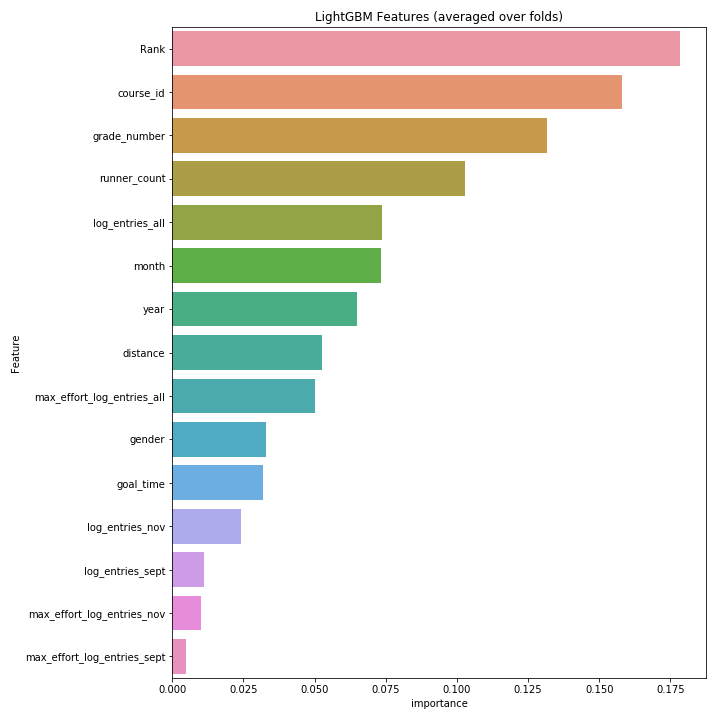 LightGBM Features (averaged over folds)
Rank
course_id
grade_number
runner_count
log_entries_all
month
year
distance
max_effort_log_entries_all
gender
goal_time
log_entries_nov
log_entries_sept
max_effort_log_entries_nov
max_effort_log_entries_sept
Feature
0.000 0.025 0.050 0.075 0.100 0.125 0.150 0.175
importance